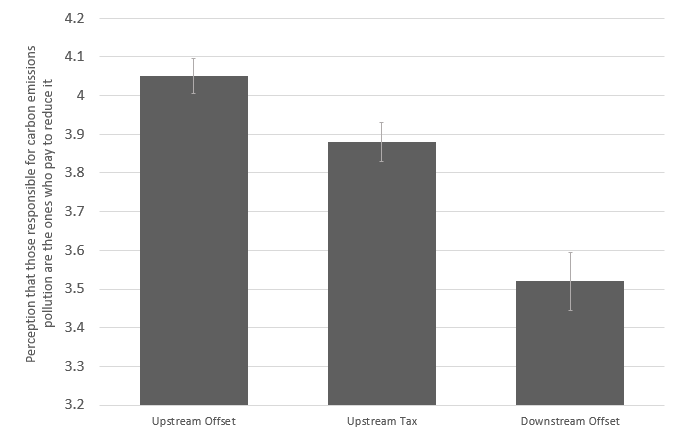 4.2
4.1
4
3.9
3.8
3.7
3.6
3.5
3.4
3.3
3.2
Perception that those responsible for carbon emissions
pollution are the ones who pay to reduce it
Upstream Offset
Upstream Tax
Downstream Offset